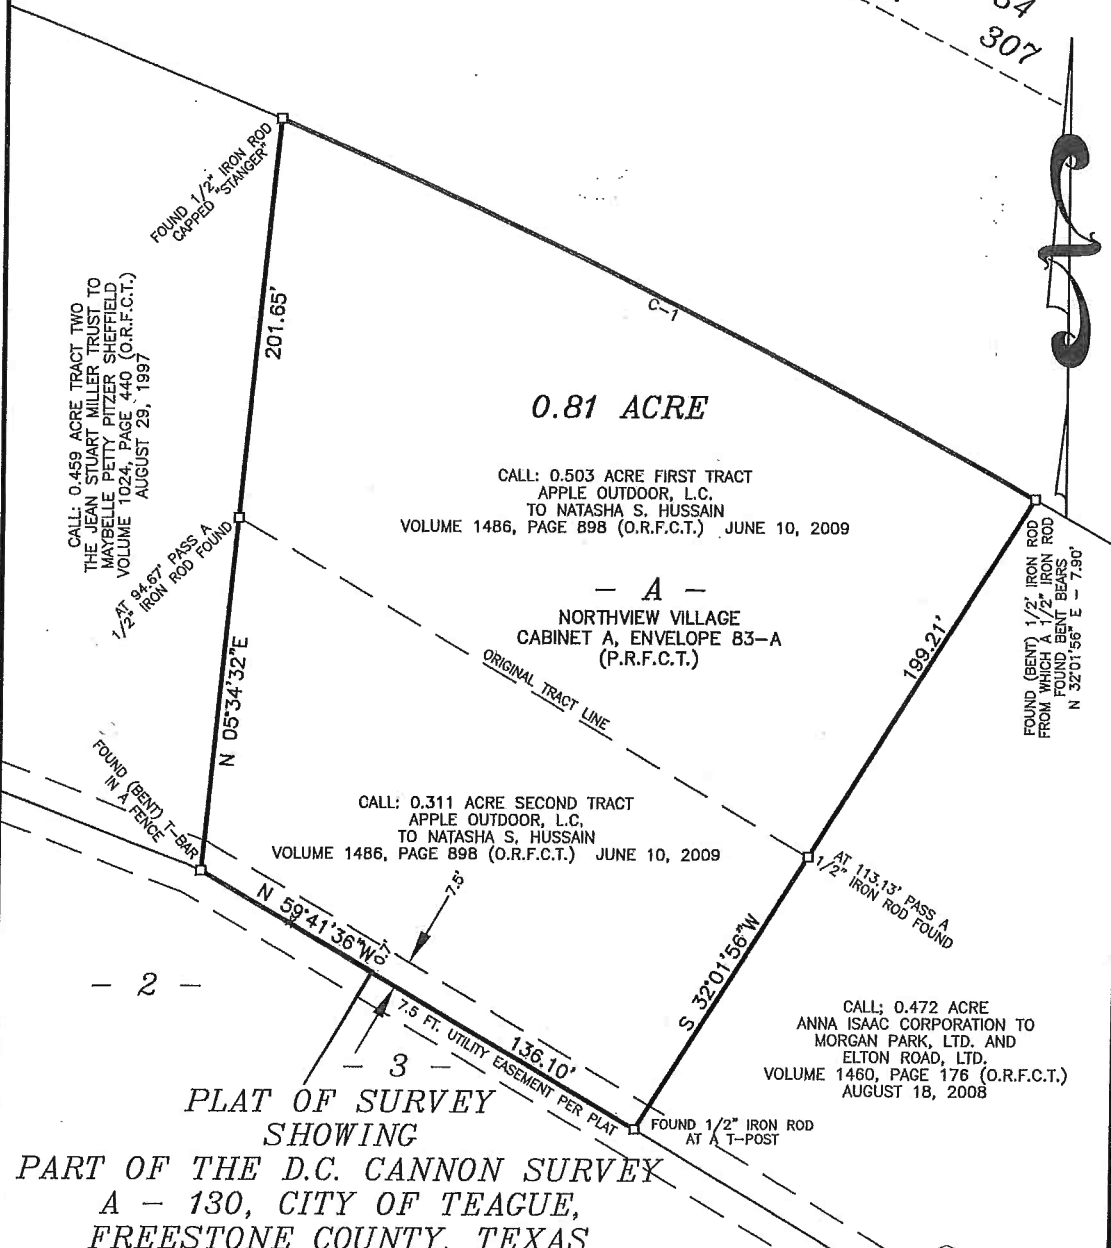 307
FOUND 1/2" IRON ROD
CAPPED "STANGER"
201.65'
C-1
CALL: 0.459 ACRE TRACT TWO
THE JEAN STUART MILLER TRUST TO
MAYBELLE PETTY PITZER SHEFFIELD
VOLUME 1024, PAGE 440 (O.R.F.C.T.)
AUGUST 29, 1997
0.81 ACRE
CALL: 0.503 ACRE FIRST TRACT
APPLE OUTDOOR, L.C.
TO NATASHA S. HUSSAIN
VOLUME 1486, PAGE 898 (O.R.F.C.T.) JUNE 10, 2009
AT 94.67' PASS A
1/2" IRON ROD FOUND
- A -
NORTHVIEW VILLAGE
CABINET A, ENVELOPE 83-A
(P.R.F.C.T.)
FOUND (BENT) 1/2' IRON ROD
FROM WHICH A 1/2" IRON ROD
FOUND BENT BEARS
N 32°01'56" E - 7.90'
199.21'
ORIGINAL TRACT LINE
N 05°34'32"E
FOUND (BENT) T-BAR
IN A FENCE
CALL: 0.311 ACRE SECOND TRACT
APPLE OUTDOOR, L.C.
TO NATASHA S. HUSSAIN
VOLUME 1486, PAGE 898 (O.R.F.C.T.) JUNE 10, 2009
AT 113.13' PASS A
1/2" IRON ROD FOUND
7.5'
N 59°41'36"W
0.7'
S 32°01'56"W
- 2 -
7.5 FT. UTILITY EASEMENT PER PLAT
136.10'
CALL; 0.472 ACRE
ANNA ISAAC CORPORATION TO
MORGAN PARK, LTD. AND
ELTON ROAD, LTD.
VOLUME 1460, PAGE 176 (O.R.F.C.T.)
AUGUST 18, 2008
- 3 -
FOUND 1/2" IRON ROD
AT A T-POST
PLAT OF SURVEY
SHOWING
PART OF THE D.C. CANNON SURVEY
A - 130, CITY OF TEAGUE,
FREESTONE COUNTY, TEXAS